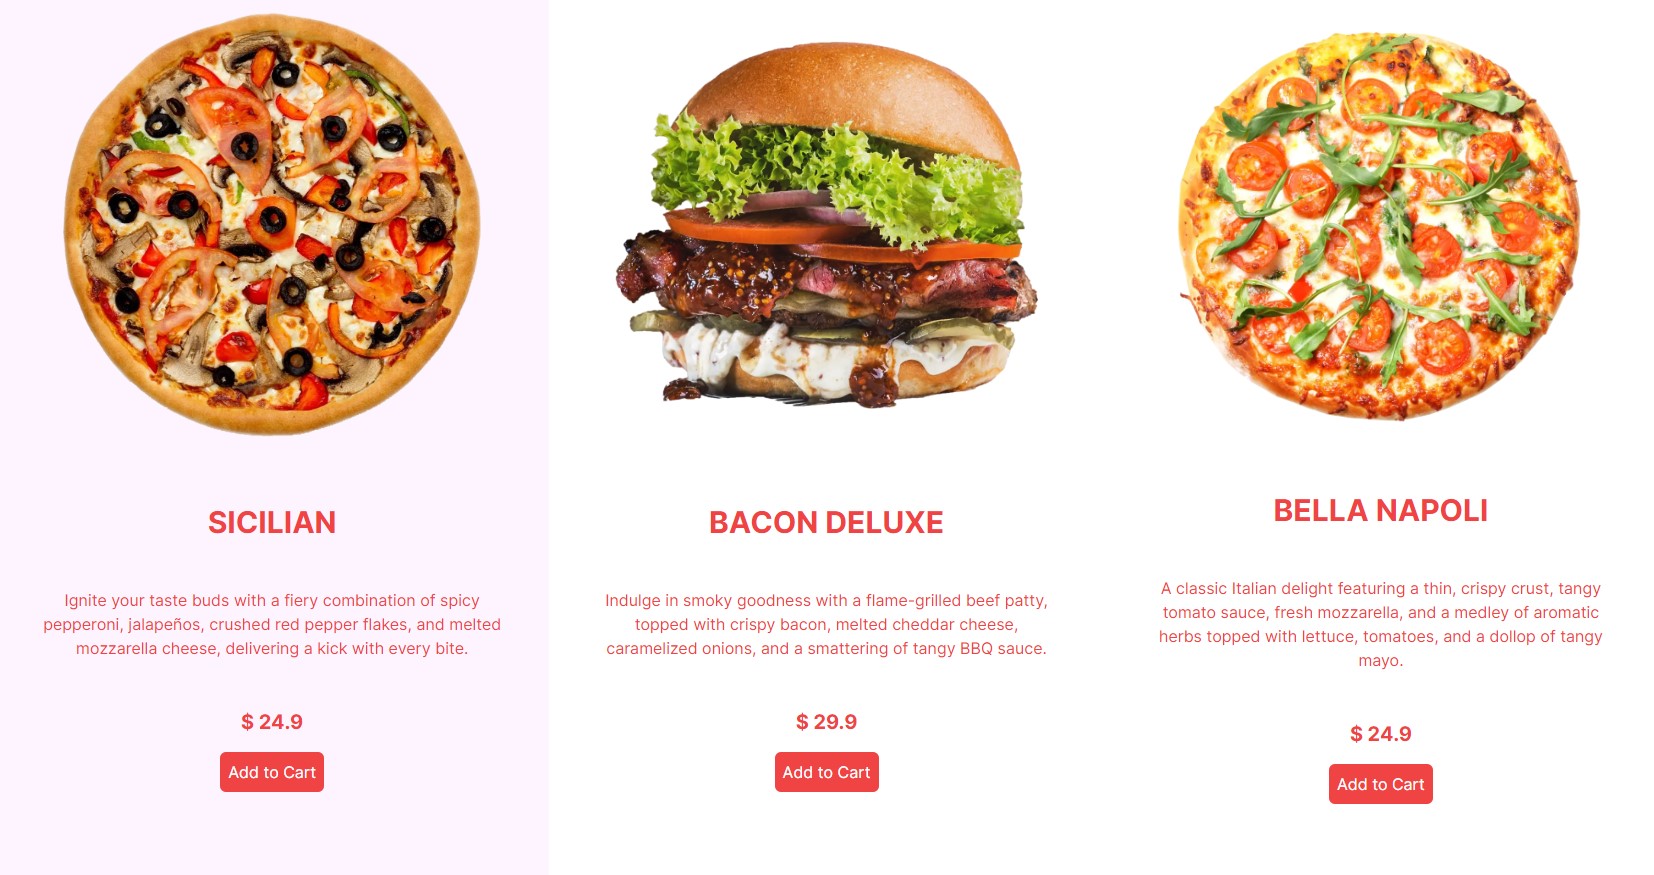 SICILIAN
Ignite your taste buds with a fiery combination of spicy
pepperoni, jalapeños, crushed red pepper flakes, and melted
mozzarella cheese, delivering a kick with every bite.
$ 24.9
Add to Cart
BACON DELUXE
Indulge in smoky goodness with a flame-grilled beef patty,
topped with crispy bacon, melted cheddar cheese,
caramelized onions, and a smattering of tangy BBQ sauce.
$ 29.9
Add to Cart
BELLA NAPOLI
A classic Italian delight featuring a thin, crispy crust, tangy
tomato sauce, fresh mozzarella, and a medley of aromatic
herbs topped with lettuce, tomatoes, and a dollop of tangy
mayo.
$ 24.9
Add to Cart